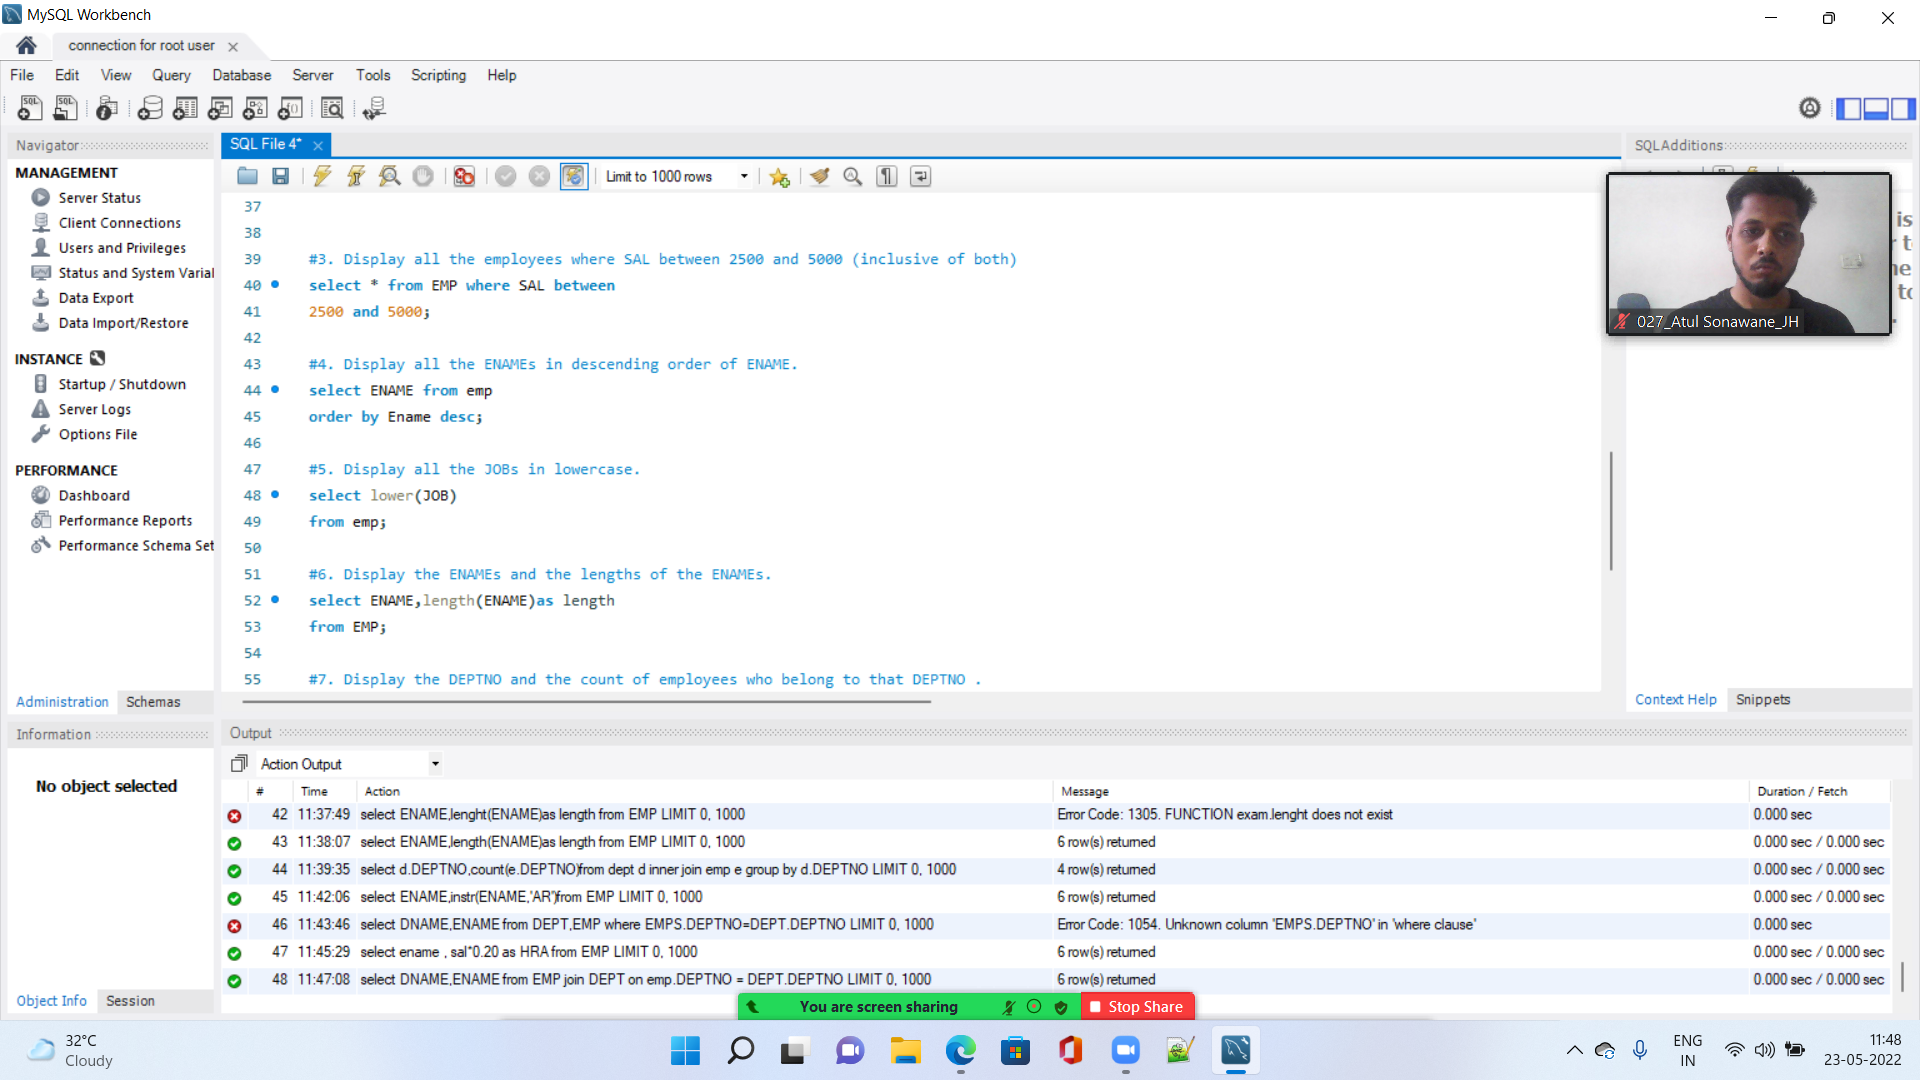 MySQL Workbench
connection for root user
File Edit View Query Database Server Tools Scripting Help
Navigator
MANAGEMENT
Server Status
Client Connections
Users and Privileges
Status and System Varial
Data Export
Data Import/Restore
INSTANCE
Startup / Shutdown
Server Logs
Options File
PERFORMANCE
Dashboard
Performance Reports
Performance Schema Set
Administration Schemas
Information
No object selected
Object Info Session
SQL File 4*
Limit to 1000 rows
37
38
39 #3. Display all the employees where SAL between 2500 and 5000 (inclusive of both)
40 select * from EMP where SAL between
41 2500 and 5000;
42
43 #4. Display all the ENAMEs in descending order of ENAME.
44 select ENAME from emp
45 order by Ename desc;
46
47 #5. Display all the JOBs in lowercase.
48 select lower(JOB)
49 from emp;
50
51 #6. Display the ENAMEs and the lengths of the ENAMEs.
52 select ENAME,length(ENAME)as length
53 from EMP;
54
55 #7. Display the DEPTNO and the count of employees who belong to that DEPTNO .
SQLAdditions
027_Atul Sonawane_JH
Context Help Snippets
Output
Action Output
# Time Action Message Duration / Fetch
42 11:37:49 select ENAME,lenght(ENAME)as length from EMP LIMIT 0, 1000 Error Code: 1305. FUNCTION exam.lenght does not exist 0.000 sec
43 11:38:07 select ENAME,length(ENAME)as length from EMP LIMIT 0, 1000 6 row(s) returned 0.000 sec / 0.000 sec
44 11:39:35 select d.DEPTNO,count(e.DEPTNO)from dept d inner join emp e group by d.DEPTNO LIMIT 0, 1000 4 row(s) returned 0.000 sec / 0.000 sec
45 11:42:06 select ENAME,instr(ENAME,'AR')from EMP LIMIT 0, 1000 6 row(s) returned 0.000 sec / 0.000 sec
46 11:43:46 select DNAME,ENAME from DEPT,EMP where EMPS.DEPTNO=DEPT.DEPTNO LIMIT 0, 1000 Error Code: 1054. Unknown column 'EMPS.DEPTNO' in 'where clause' 0.000 sec
47 11:45:29 select ename , sal*0.20 as HRA from EMP LIMIT 0, 1000 6 row(s) returned 0.000 sec / 0.000 sec
48 11:47:08 select DNAME,ENAME from EMP join DEPT on emp.DEPTNO = DEPT.DEPTNO LIMIT 0, 1000 6 row(s) returned 0.000 sec / 0.000 sec
You are screen sharing Stop Share
32°C
Cloudy
ENG
IN
11:48
23-05-2022